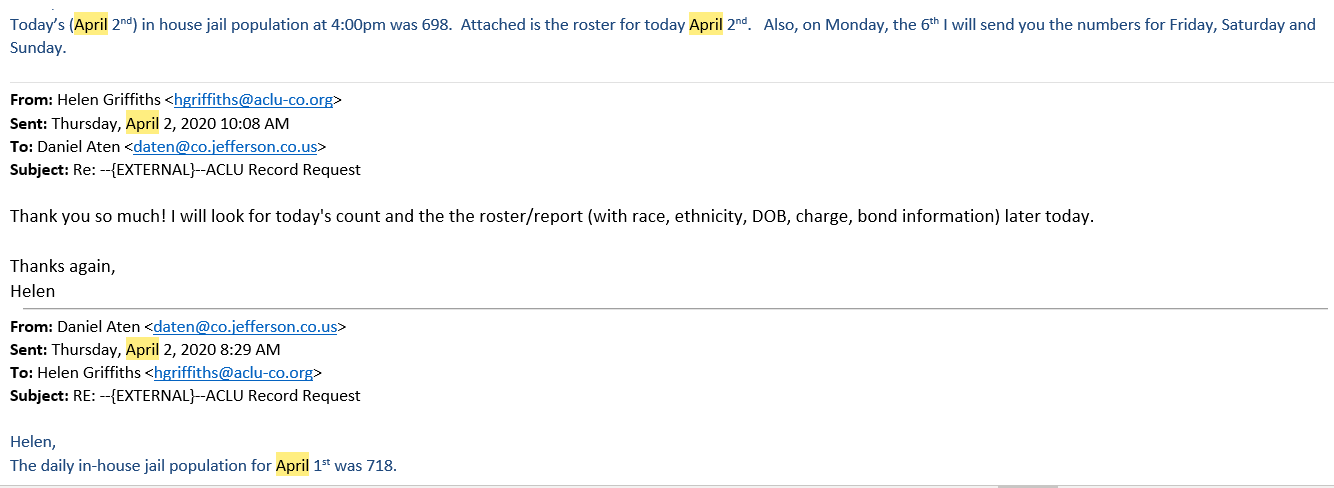 Today’s (April 2nd) in house jail population at 4:00pm was 698.  Attached is the roster for today April 2nd.   Also, on Monday, the 6th I will send you the numbers for Friday, Saturday and
Sunday.
From: Helen Griffiths <hgriffiths@aclu-co.org>
Sent: Thursday, April 2, 2020 10:08 AM
To: Daniel Aten <daten@co.jefferson.co.us>
Subject: Re: --{EXTERNAL}--ACLU Record Request
Thank you so much! I will look for today's count and the the roster/report (with race, ethnicity, DOB, charge, bond information) later today.
Thanks again,
Helen
From: Daniel Aten <daten@co.jefferson.co.us>
Sent: Thursday, April 2, 2020 8:29 AM
To: Helen Griffiths <hgriffiths@aclu-co.org>
Subject: RE: --{EXTERNAL}--ACLU Record Request
Helen,
The daily in-house jail population for April 1st was 718.